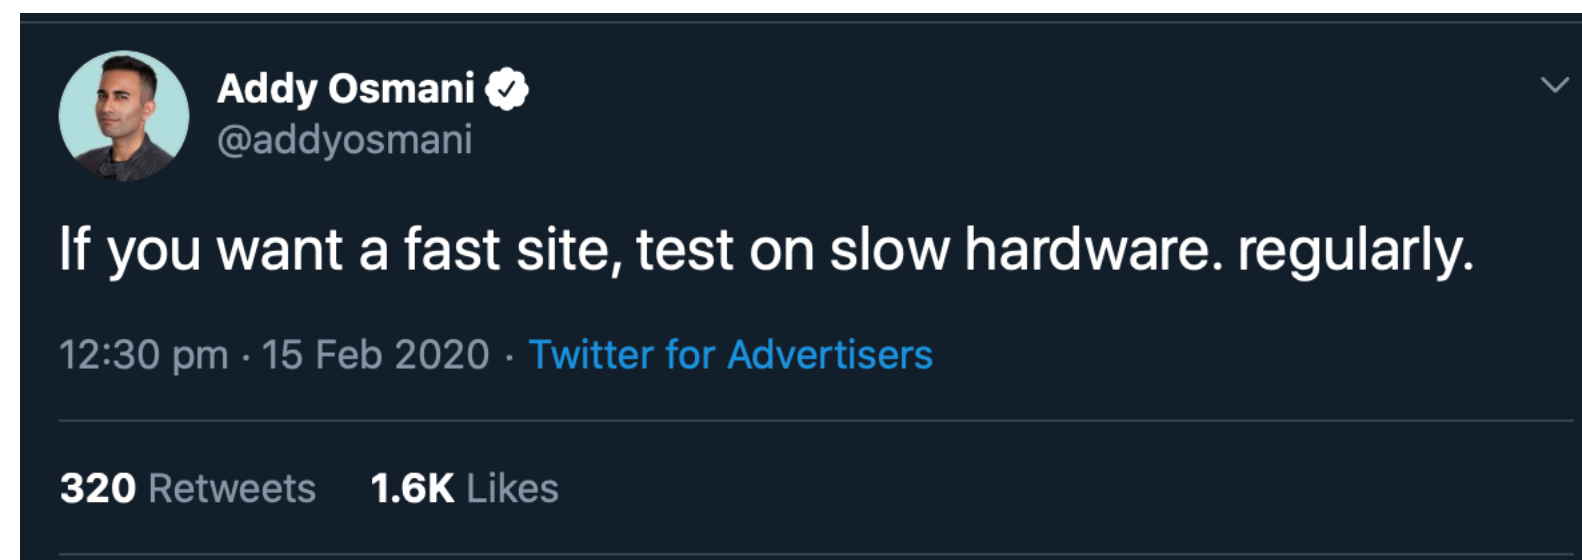 Addy Osmani
@addyosmani
If you want a fast site, test on slow hardware. regularly.
12:30 pm · 15 Feb 2020 · Twitter for Advertisers
320 Retweets 1.6K Likes